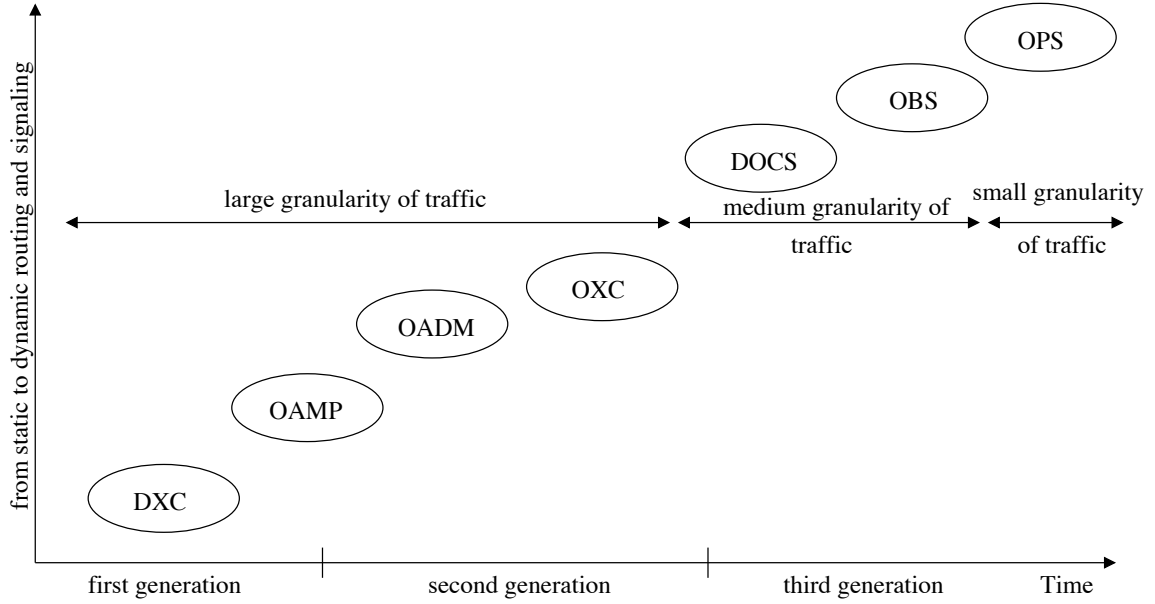 OPS
OBS
DOCS
from static to dynamic routing and signaling
large granularity of traffic
medium granularity of
traffic
small granularity
of traffic
OXC
OADM
OAMP
DXC
first generation
second generation
third generation
Time